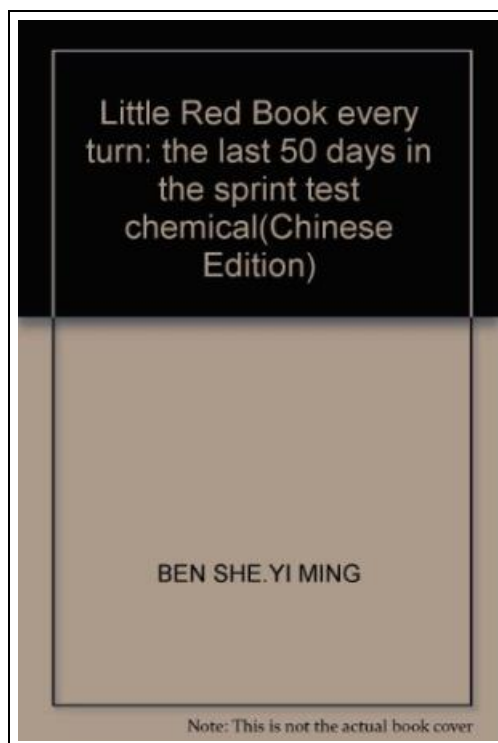 Little Red Book every
turn: the last 50 days in
the sprint test
chemical(Chinese
Edition)
BEN SHE.YI MING
Note: This is not the actual book cover